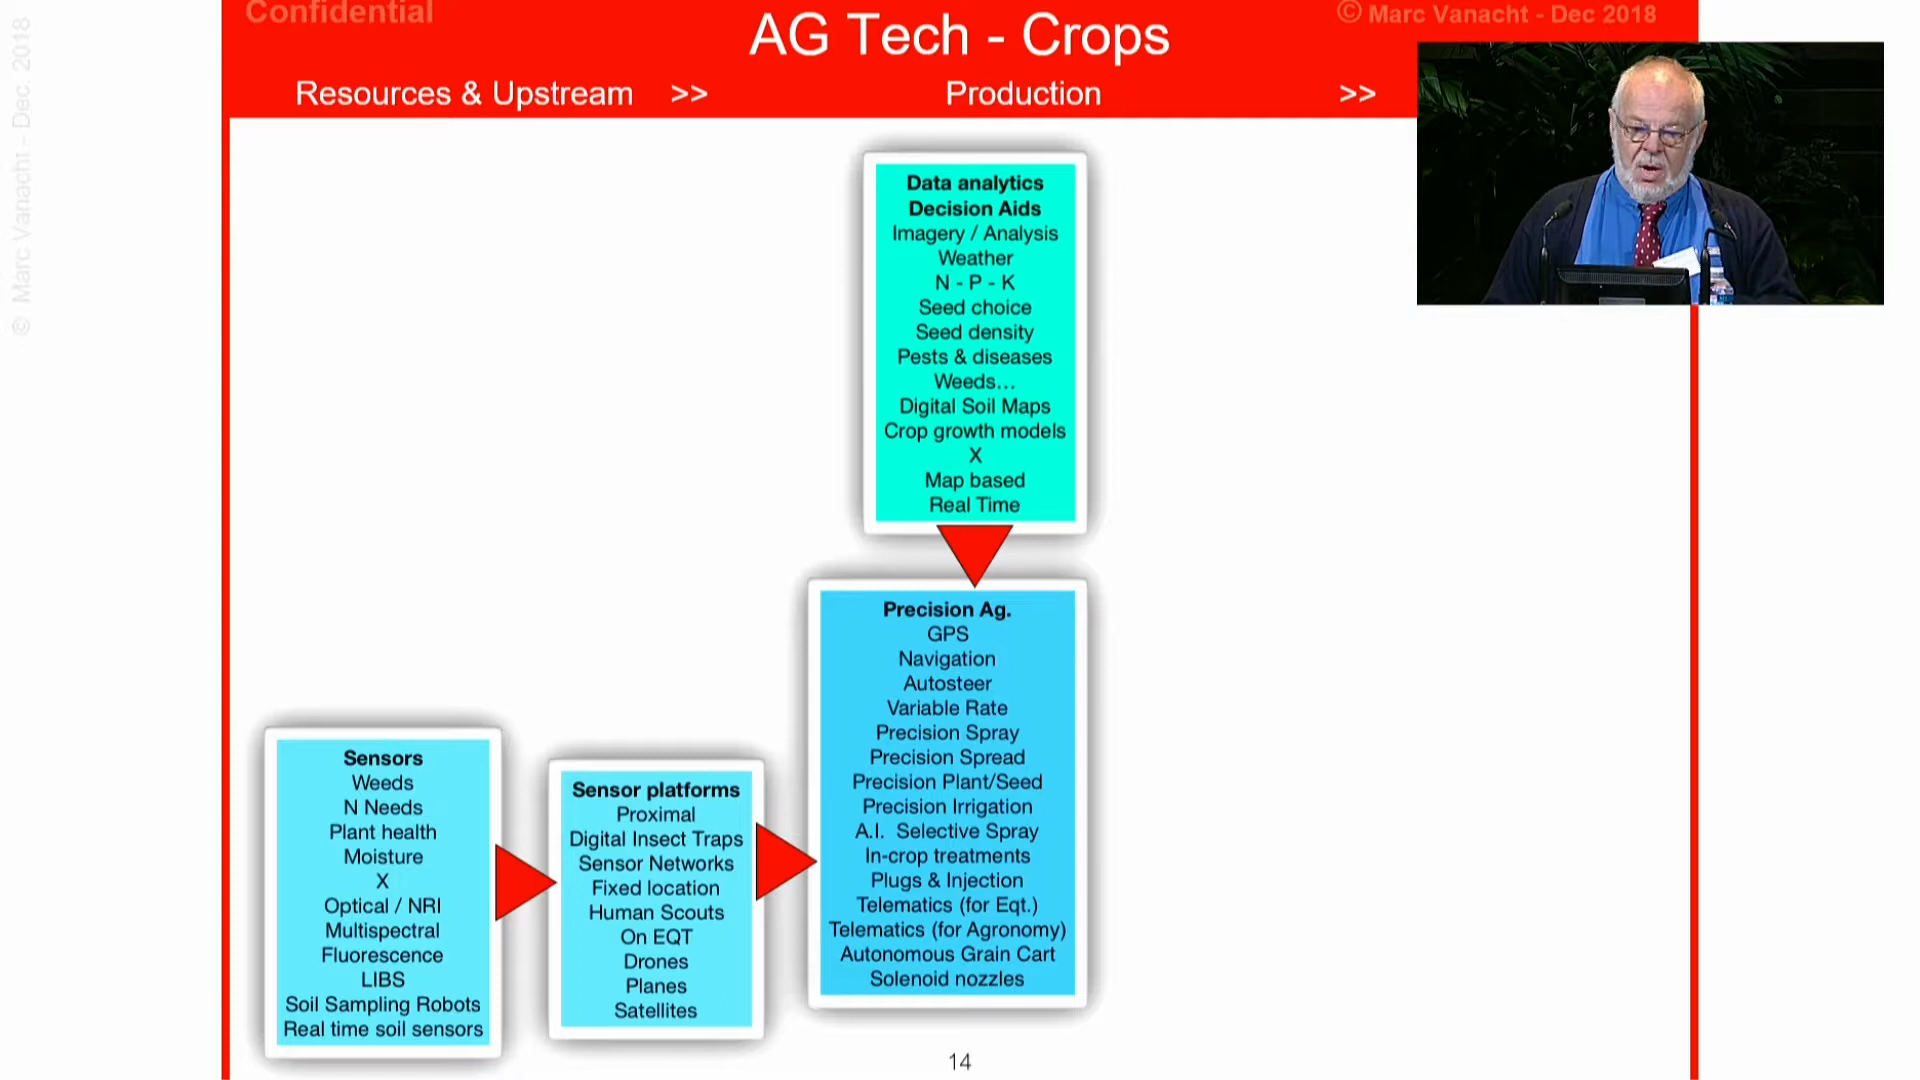 Confidential
© Marc Vanacht - Dec 2018
AG Tech - Crops
Resources & Upstream >> Production >>
© Marc Vanacht - Dec. 2018
Data analytics
Decision Aids
Imagery / Analysis
Weather
N - P - K
Seed choice
Seed density
Pests & diseases
Weeds...
Digital Soil Maps
Crop growth models
X
Map based
Real Time
Precision Ag.
GPS
Navigation
Autosteer
Variable Rate
Precision Spray
Precision Spread
Precision Plant/Seed
Precision Irrigation
A.I. Selective Spray
In-crop treatments
Plugs & Injection
Telematics (for Eqt.)
Telematics (for Agronomy)
Autonomous Grain Cart
Solenoid nozzles
Sensors
Weeds
N Needs
Plant health
Moisture
X
Optical / NRI
Multispectral
Fluorescence
LIBS
Soil Sampling Robots
Real time soil sensors
Sensor platforms
Proximal
Digital Insect Traps
Sensor Networks
Fixed location
Human Scouts
On EQT
Drones
Planes
Satellites
14